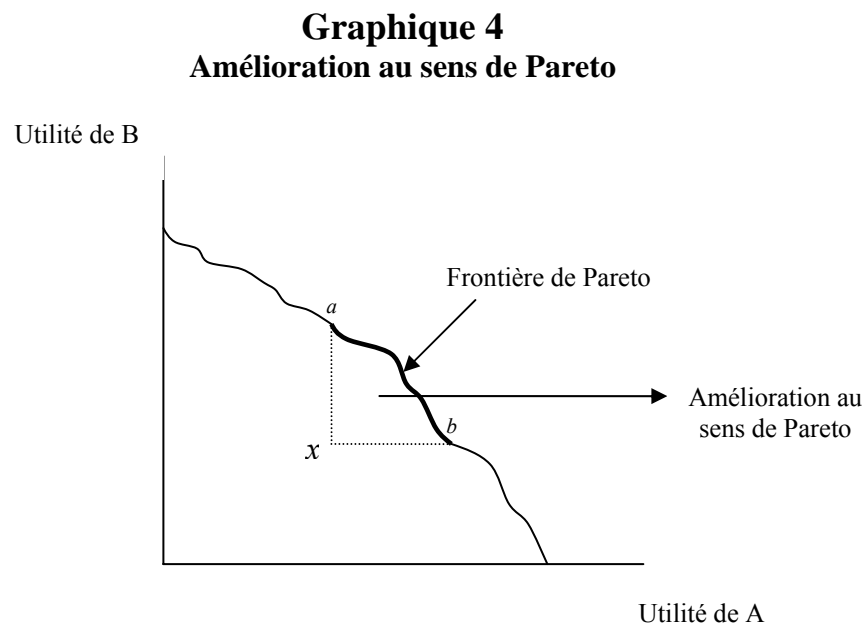 Graphique 4
Amélioration au sens de Pareto
Utilité de B
Frontière de Pareto
a
Amélioration au
sens de Pareto
b
x
Utilité de A